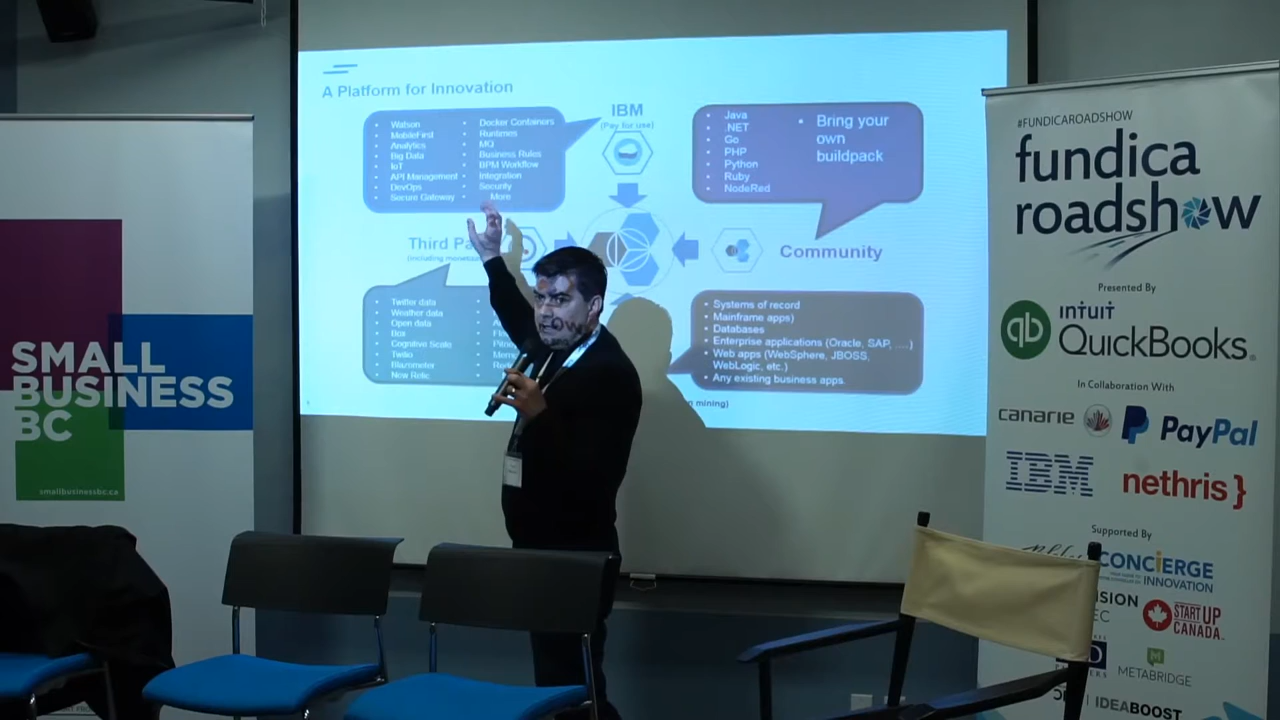 A Platform for Innovation
Watson
MobileFirst
Analytics
Big Data
IoT
API Management
DevOps
Secure Gateway
Docker Containers
Runtimes
MQ
Business Rules
BPM Workflow
Integration
Security
More
IBM
(Pay for use)
Java
.NET
Go
PHP
Python
Ruby
NodeRed
Bring your
own
buildpack
Third
(including
Community
Twitter data
Weather data
Open data
Box
Cognitive Scale
Twilio
Blazemeter
New Relic
Systems of record
Mainframe apps)
Databases
Enterprise applications (Oracle, SAP, ....)
Web apps (WebSphere, JBOSS,
WebLogic, etc.)
Any existing business apps.
mining)
SMALL
BUSINESS
BC
smallbusinessbc.ca
#FUNDICAROADSHOW
fundica
roadshow
Presented By
qb
intuit
QuickBooks.
In Collaboration With
canarie
PayPal
IBM
nethris}
Supported By
CONCIERGE
INNOVATION
START UP
CANADA
METABRIDGE
IDEABOOST